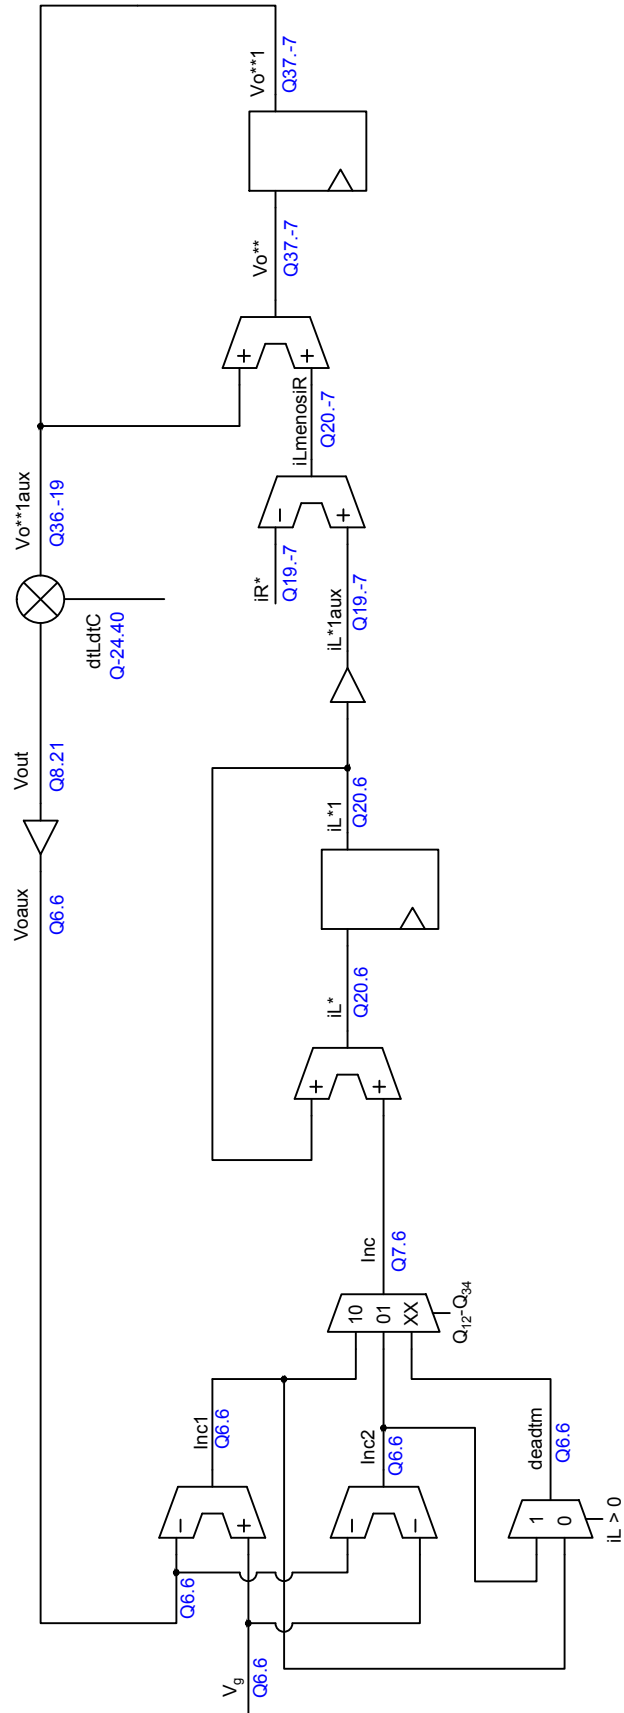 Vo**1
Q37.-7
Vo**
Q37.-7
+
+
Vo**1aux
Q36.-19
iLmenosiR
Q20.-7
−
+
iR*
Q19.-7
iL*1aux
Q19.-7
dtLdtC
Q-24.40
Vout
Q8.21
Voaux
Q6.6
iL*1
Q20.6
iL*
Q20.6
+
+
Inc
Q7.6
10
01
XX
Q12-Q34
Inc1
Q6.6
Inc2
Q6.6
deadtm
Q6.6
−
+
−
−
1
0
iL > 0
Q6.6
Vg
Q6.6